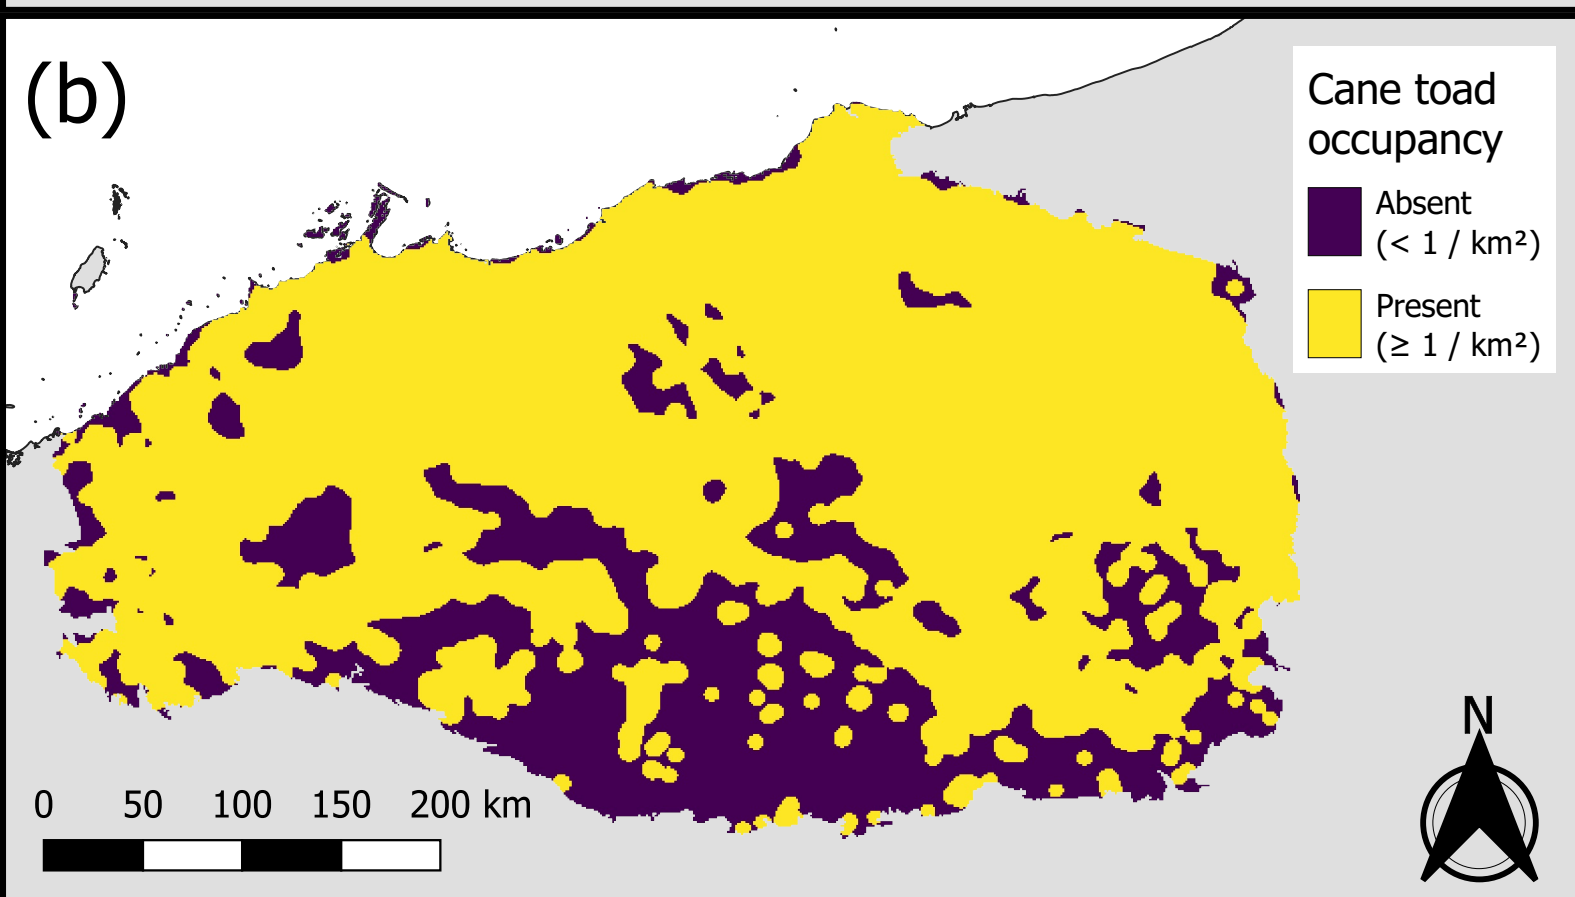 (b)
Cane toad
occupancy
Absent
(< 1 / km²)
Present
(≥ 1 / km²)
N
0 50 100 150 200 km